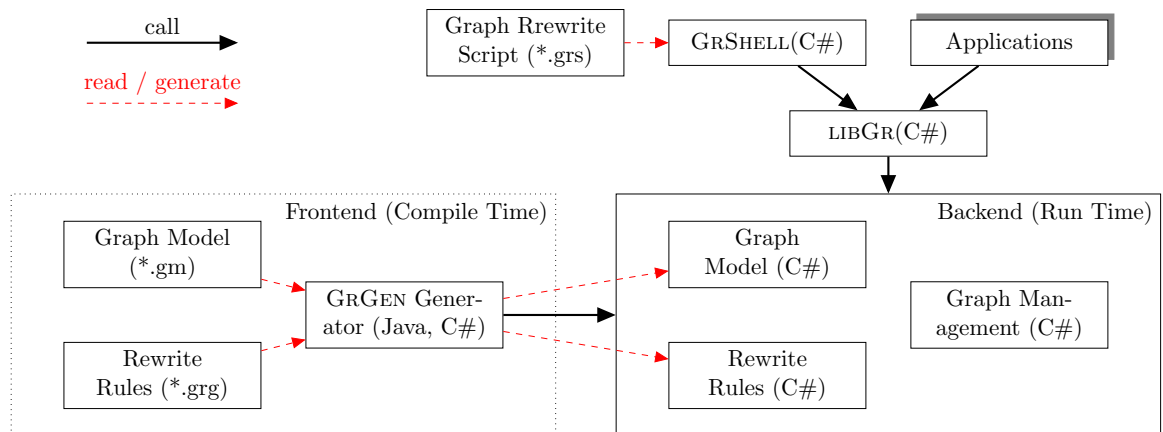 call
read / generate
Graph Rrewrite
Script (*.grs)
GRSHELL(C#)
Applications
LIBGR(C#)
Frontend (Compile Time)
Backend (Run Time)
Graph Model
(*.gm)
GRGEN Gener-
ator (Java, C#)
Rewrite
Rules (*.grg)
Graph
Model (C#)
Graph Man-
agement (C#)
Rewrite
Rules (C#)